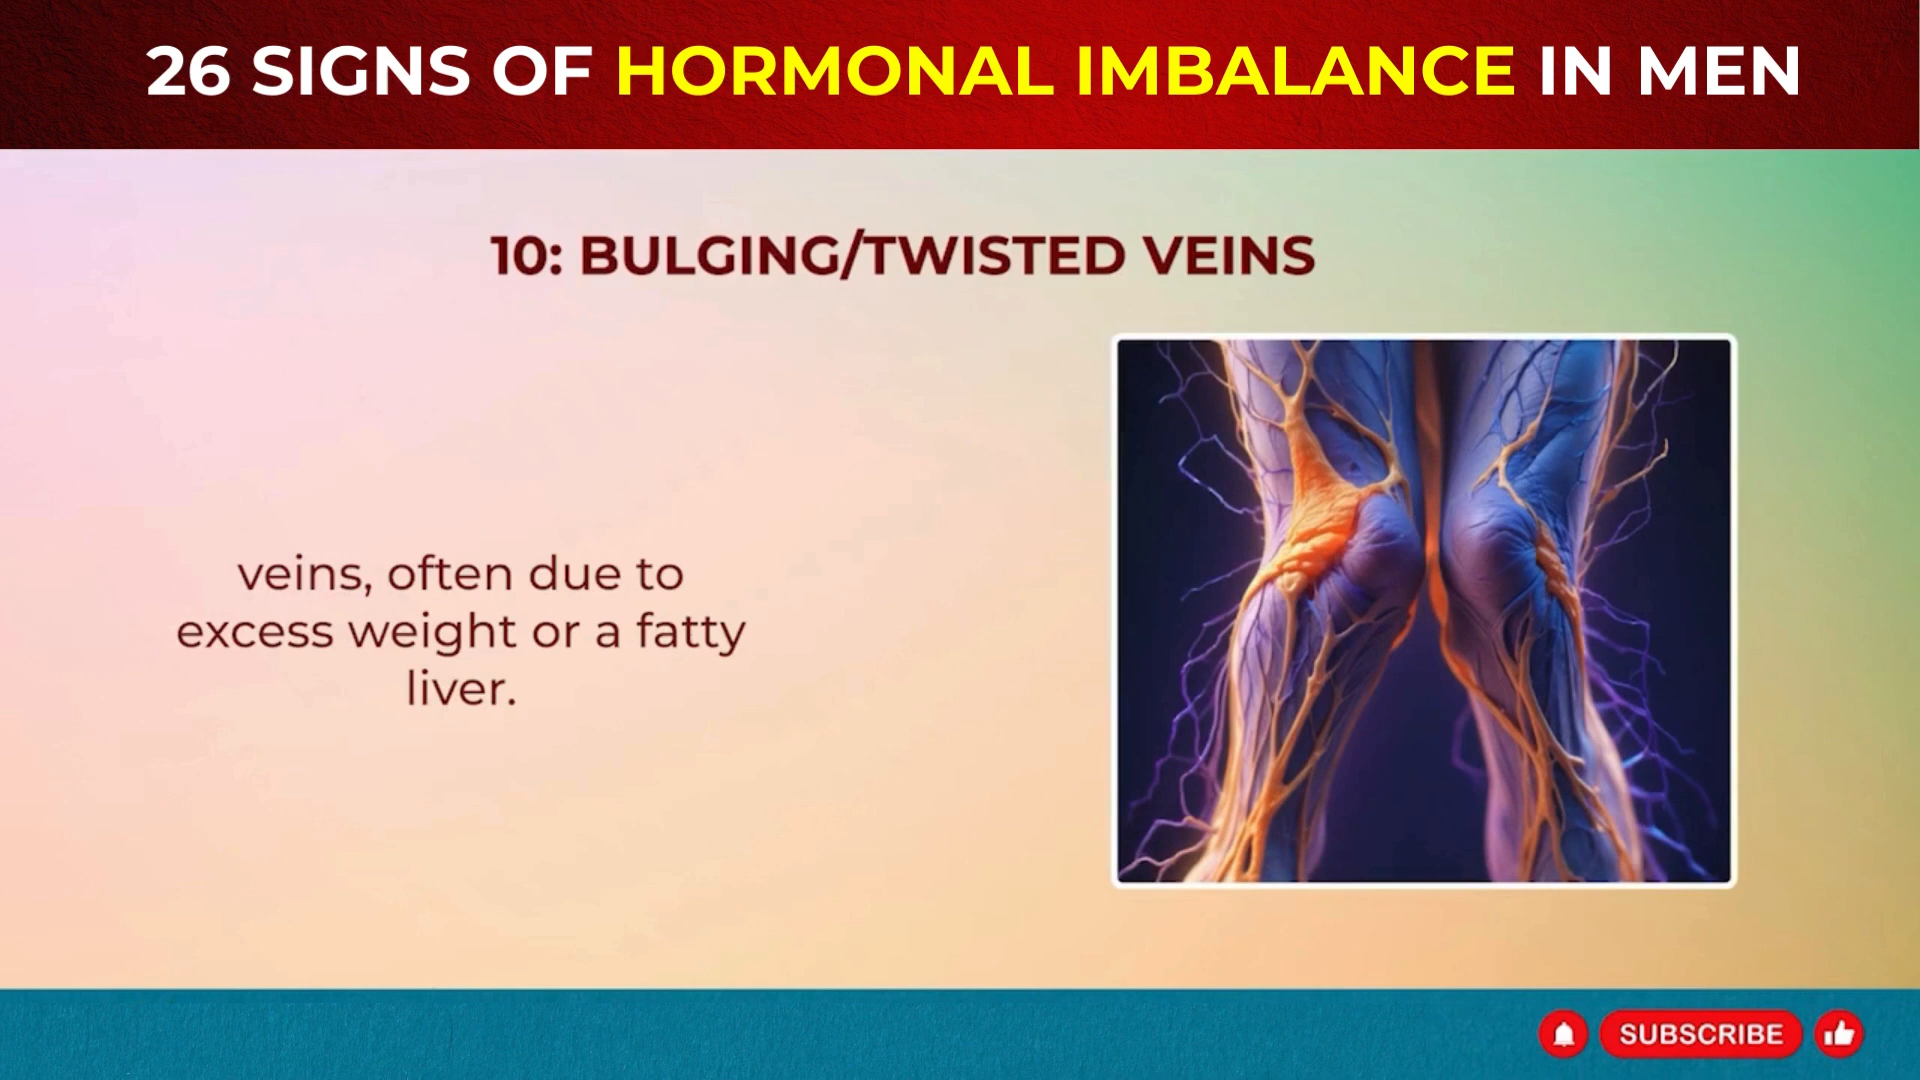 26 SIGNS OF HORMONAL IMBALANCE IN MEN
10: BULGING/TWISTED VEINS
veins, often due to
excess weight or a fatty
liver.
SUBSCRIBE